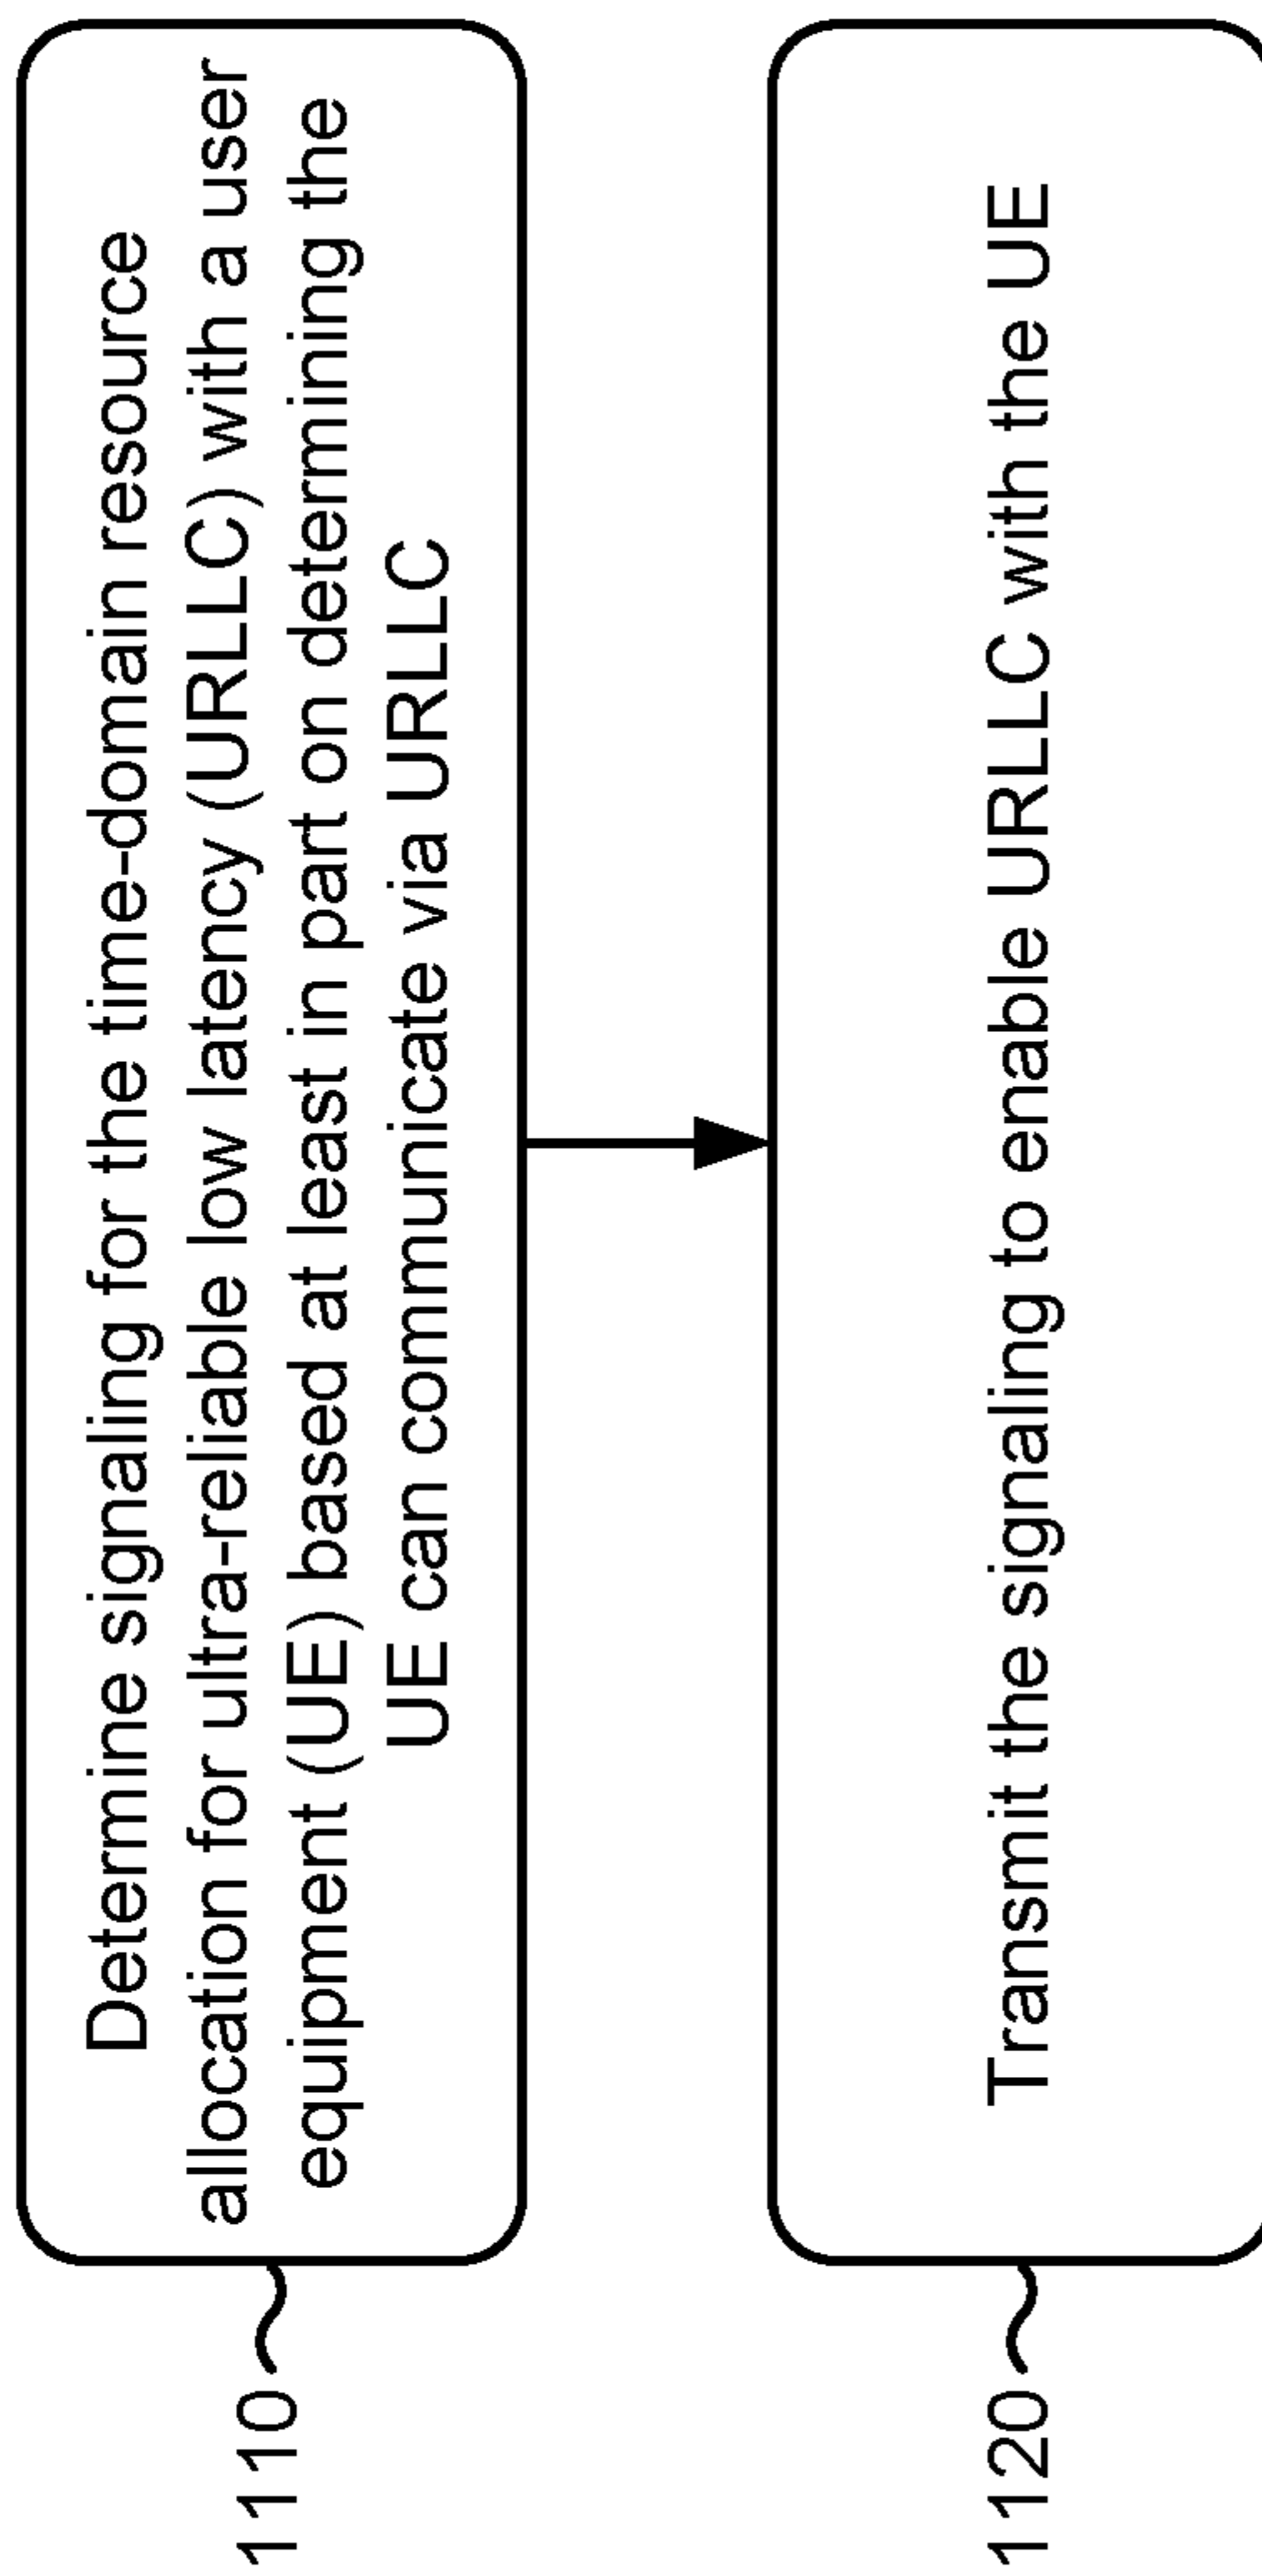 1110
Determine signaling for the time-domain resource
allocation for ultra-reliable low latency (URLLC) with a user
equipment (UE) based at least in part on determining the
UE can communicate via URLLC
1120
Transmit the signaling to enable URLLC with the UE